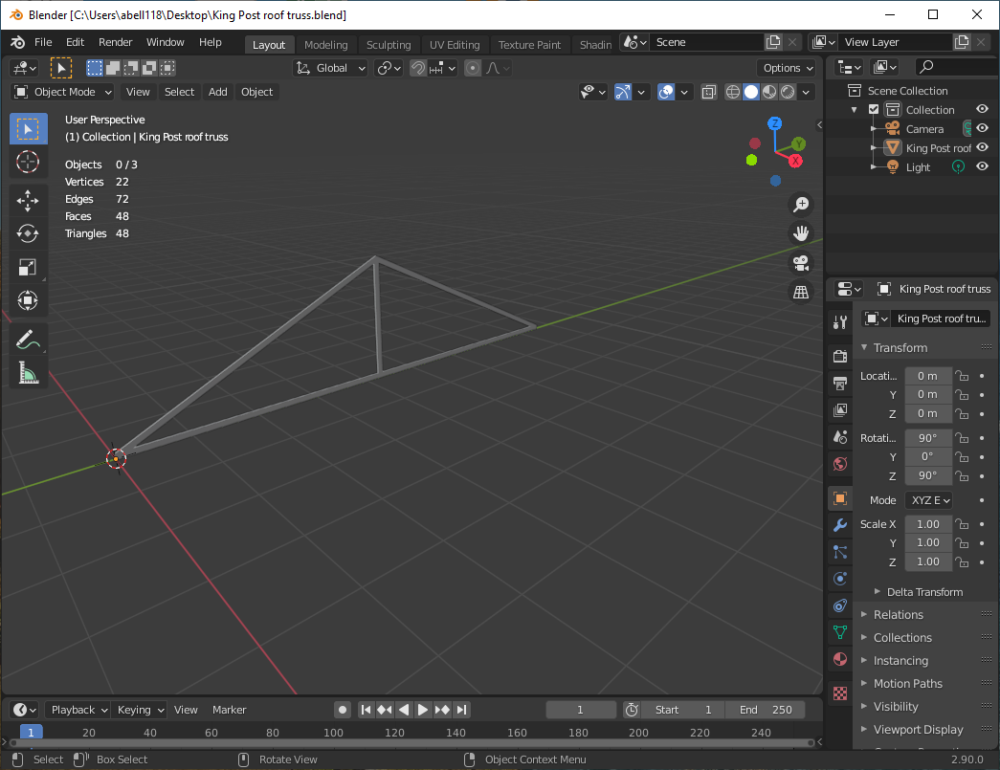 Blender [C:\Users\abell118\Desktop\King Post roof truss.blend]
File Edit Render Window Help Layout Modeling Sculpting UV Editing Texture Paint Shadin Scene View Layer
Global Options
Object Mode View Select Add Object
User Perspective
(1) Collection | King Post roof truss
Objects 0 / 3
Vertices 22
Edges 72
Faces 48
Triangles 48
Z
Y
X
Scene Collection
Collection
Camera
King Post roof
Light
King Post roof truss
King Post roof tru...
Transform
Locati... 0 m
Y 0 m
Z 0 m
Rotati... 90°
Y 0°
Z 90°
Mode XYZ E
Scale X 1.00
Y 1.00
Z 1.00
Delta Transform
Relations
Collections
Instancing
Motion Paths
Visibility
Viewport Display
Playback Keying View Marker 1 Start 1 End 250
1 20 40 60 80 100 120 140 160 180 200 220 240
Select Box Select Rotate View Object Context Menu 2.90.0